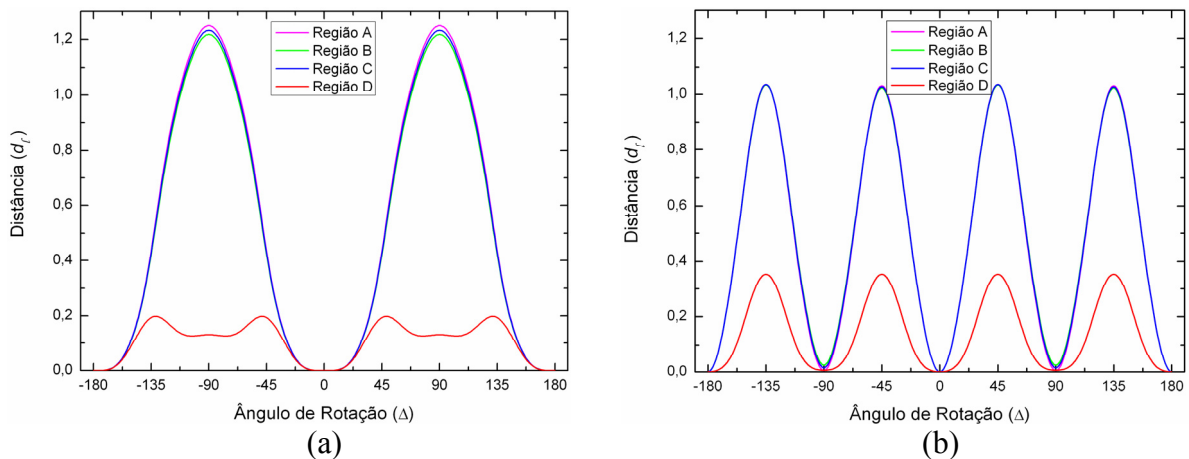 1,2
1,0
0,8
0,6
0,4
0,2
0,0
Distância (d_f)
Região A
Região B
Região C
Região D
-180 -135 -90 -45 0 45 90 135 180
Ângulo de Rotação (Δ)
(a)
1,2
1,0
0,8
0,6
0,4
0,2
0,0
Distância (d_f)
Região A
Região B
Região C
Região D
-180 -135 -90 -45 0 45 90 135 180
Ângulo de Rotação (Δ)
(b)